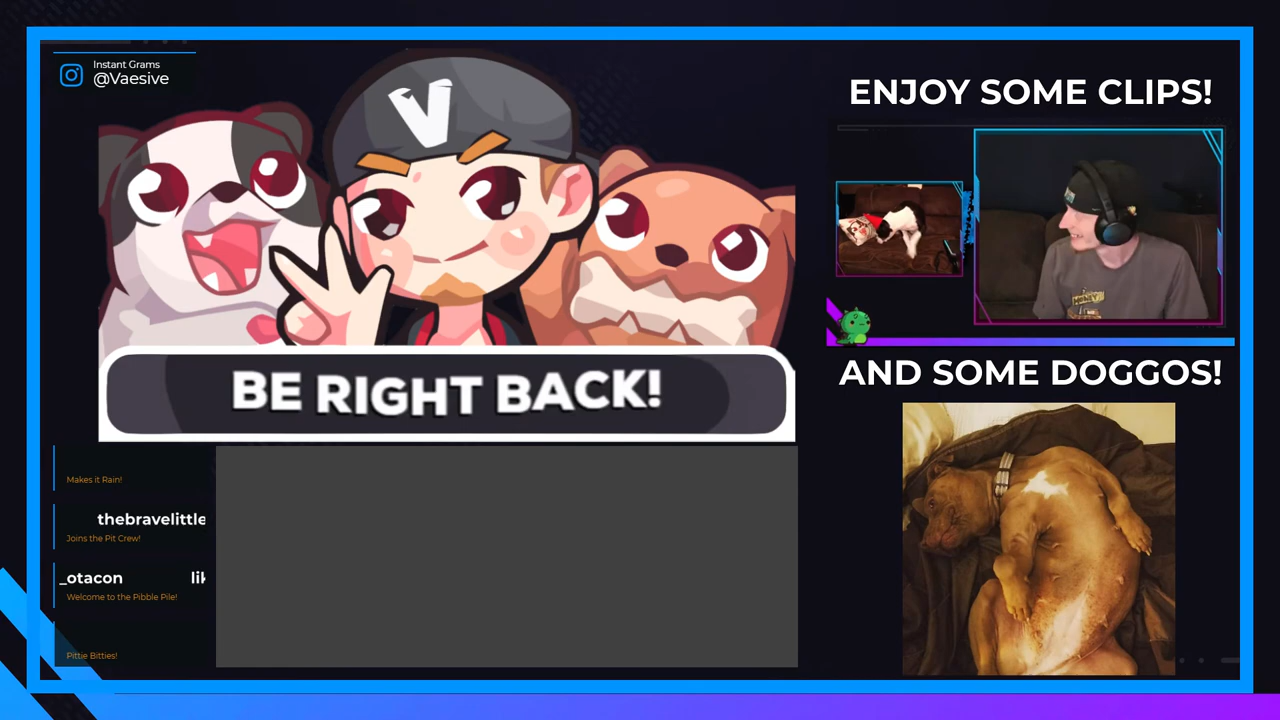 Instant Grams
@Vaesive
V
BE RIGHT BACK!
ENJOY SOME CLIPS!
AND SOME DOGGOS!
Makes it Rain!
thebravelittle
Joins the Pit Crew!
_otacon lik
Welcome to the Pibble Pile!
Pittie Bitties!